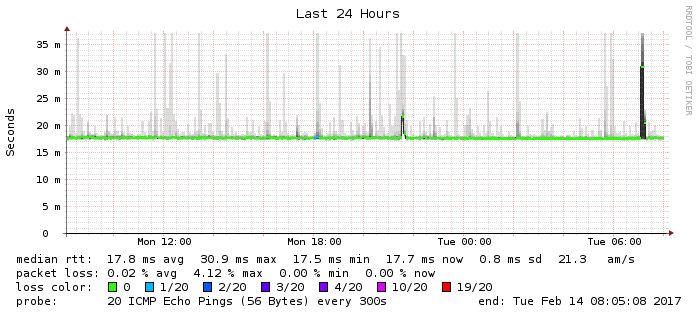 Last 24 Hours
RRDTOOL / TOBI OETIKER
Seconds
35 m
30 m
25 m
20 m
15 m
10 m
5 m
0
Mon 12:00 Mon 18:00 Tue 00:00 Tue 06:00
median rtt: 17.8 ms avg 30.9 ms max 17.5 ms min 17.7 ms now 0.8 ms sd 21.3 am/s
packet loss: 0.02 % avg 4.12 % max 0.00 % min 0.00 % now
loss color: 0 1/20 2/20 3/20 4/20 10/20 19/20
probe: 20 ICMP Echo Pings (56 Bytes) every 300s end: Tue Feb 14 08:05:08 2017